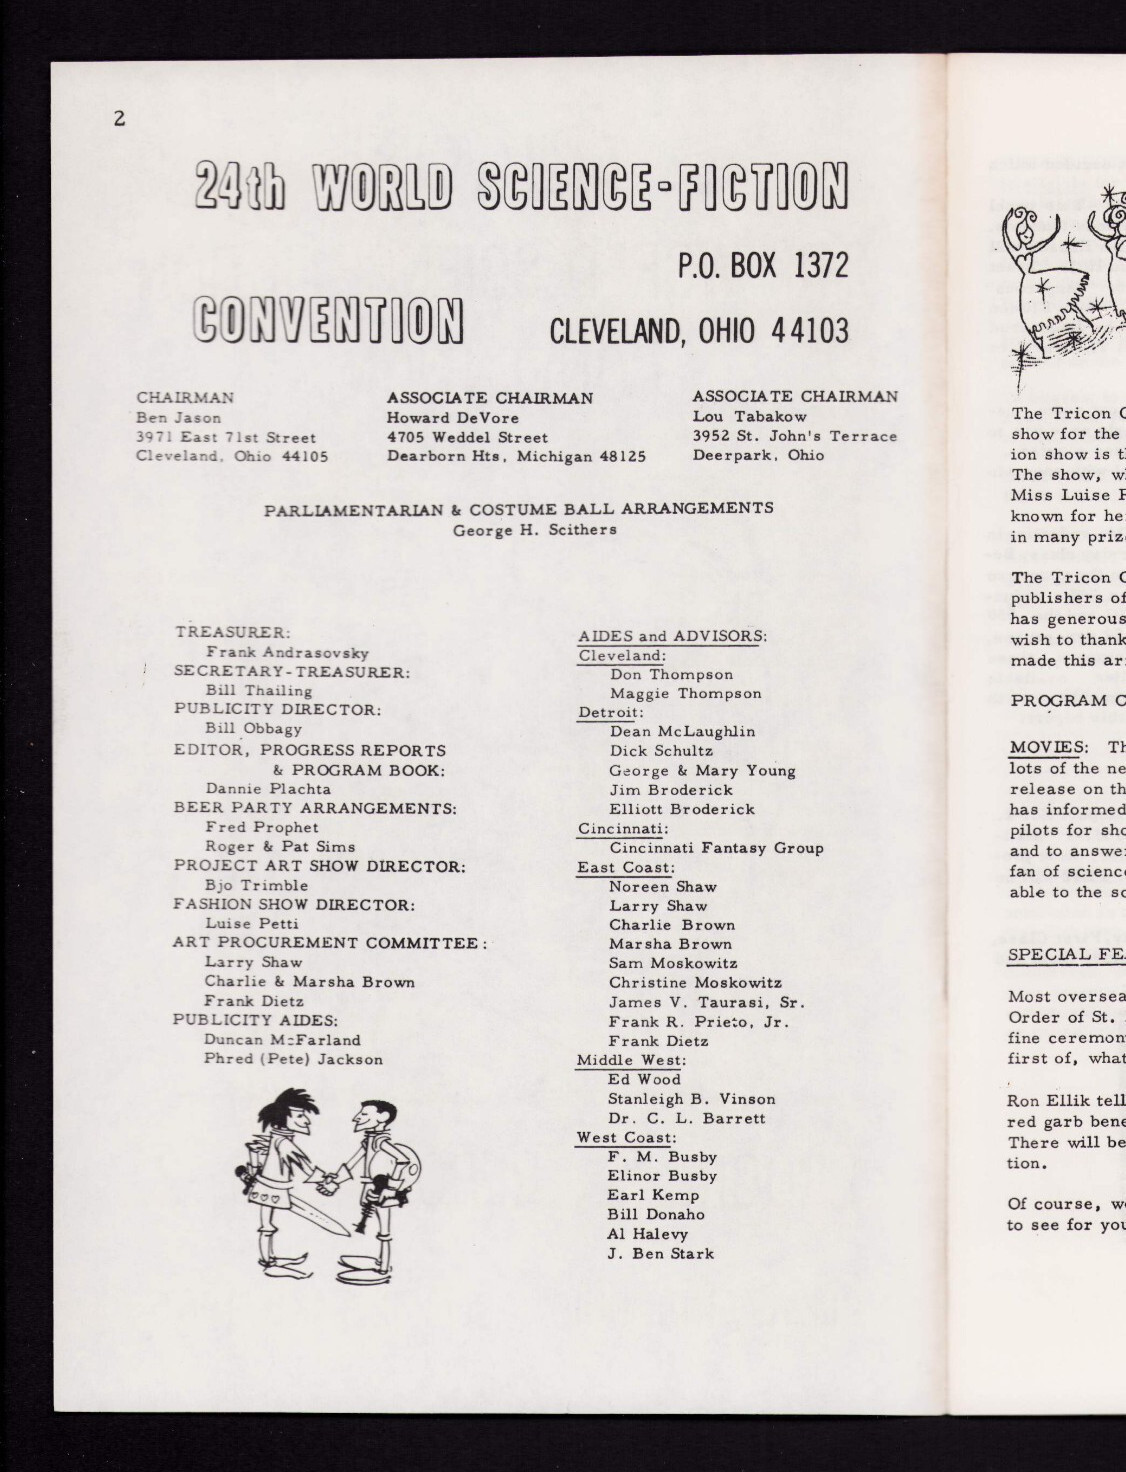 2
24th WORLD SCIENCE-FICTION
P.O. BOX 1372
CONVENTION
CLEVELAND, OHIO 44103
CHAIRMAN
Ben Jason
3971 East 71st Street
Cleveland, Ohio 44105
ASSOCIATE CHAIRMAN
Howard DeVore
4705 Weddel Street
Dearborn Hts, Michigan 48125
ASSOCIATE CHAIRMAN
Lou Tabakow
3952 St. John's Terrace
Deerpark, Ohio
PARLIAMENTARIAN & COSTUME BALL ARRANGEMENTS
George H. Scithers
TREASURER:
Frank Andrasovsky
SECRETARY-TREASURER:
Bill Thailing
PUBLICITY DIRECTOR:
Bill Obbagy
EDITOR, PROGRESS REPORTS
& PROGRAM BOOK:
Dannie Plachta
BEER PARTY ARRANGEMENTS:
Fred Prophet
Roger & Pat Sims
PROJECT ART SHOW DIRECTOR:
Bjo Trimble
FASHION SHOW DIRECTOR:
Luise Petti
ART PROCUREMENT COMMITTEE:
Larry Shaw
Charlie & Marsha Brown
Frank Dietz
PUBLICITY AIDES:
Duncan McFarland
Phred (Pete) Jackson
AIDES and ADVISORS:
Cleveland:
Don Thompson
Maggie Thompson
Detroit:
Dean McLaughlin
Dick Schultz
George & Mary Young
Jim Broderick
Elliott Broderick
Cincinnati:
Cincinnati Fantasy Group
East Coast:
Noreen Shaw
Larry Shaw
Charlie Brown
Marsha Brown
Sam Moskowitz
Christine Moskowitz
James V. Taurasi, Sr.
Frank R. Prieto, Jr.
Frank Dietz
Middle West:
Ed Wood
Stanleigh B. Vinson
Dr. C. L. Barrett
West Coast:
F. M. Busby
Elinor Busby
Earl Kemp
Bill Donaho
Al Halevy
J. Ben Stark
The Tricon
show for the
ion show is
The show,
Miss Luise
known for
in many
The Tricon
publishers of
has
wish to thank
made this
PROGRAM
MOVIES:
lots of the
release on
has informed
pilots for
and to
fan of
able to the
SPECIAL
Most
Order of St.
fine
first of, what
Ron Ellik
red garb
There will be
tion.
Of course,
to see for